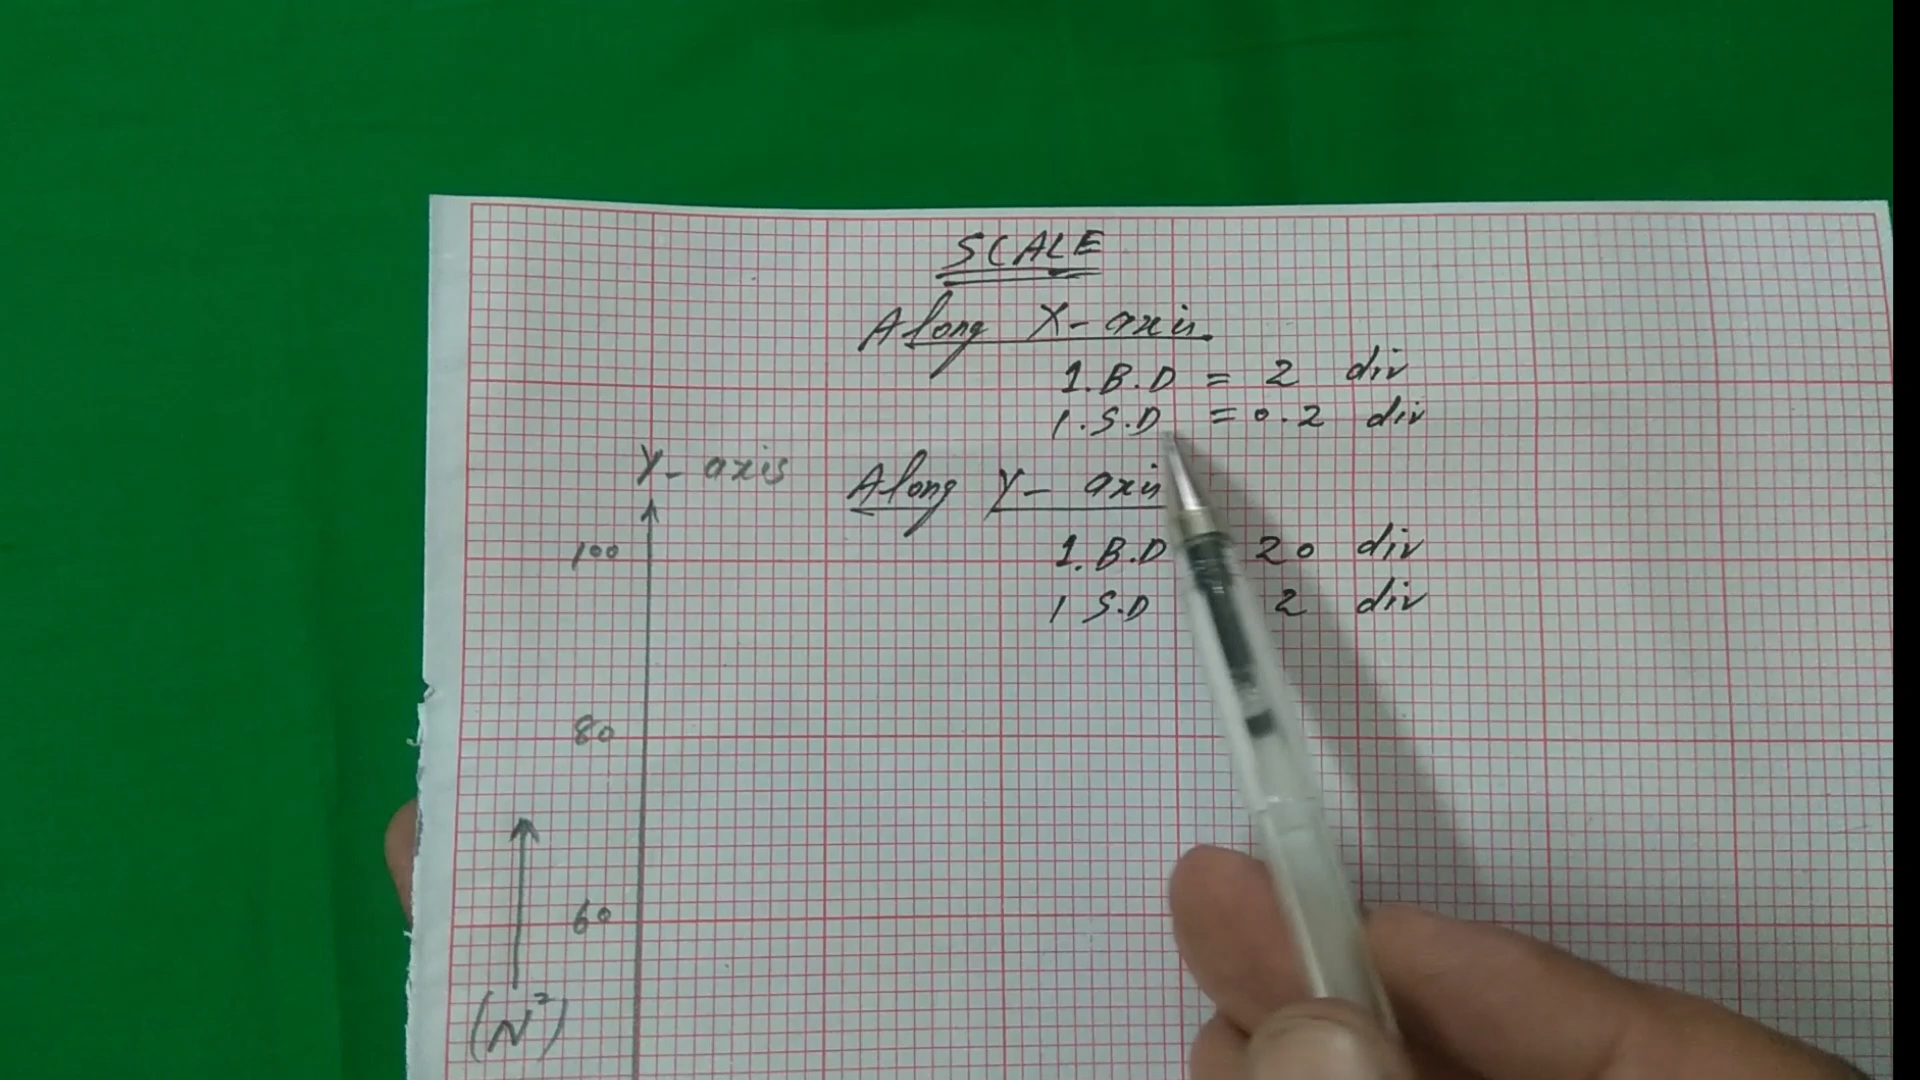 SCALE
Along X-axis
1.B.D = 2 div
1.S.D = 0.2 div
Y-axis
Along Y-axis
100
1.B.D 20 div
1 S.D 2 div
80
60
(N²)